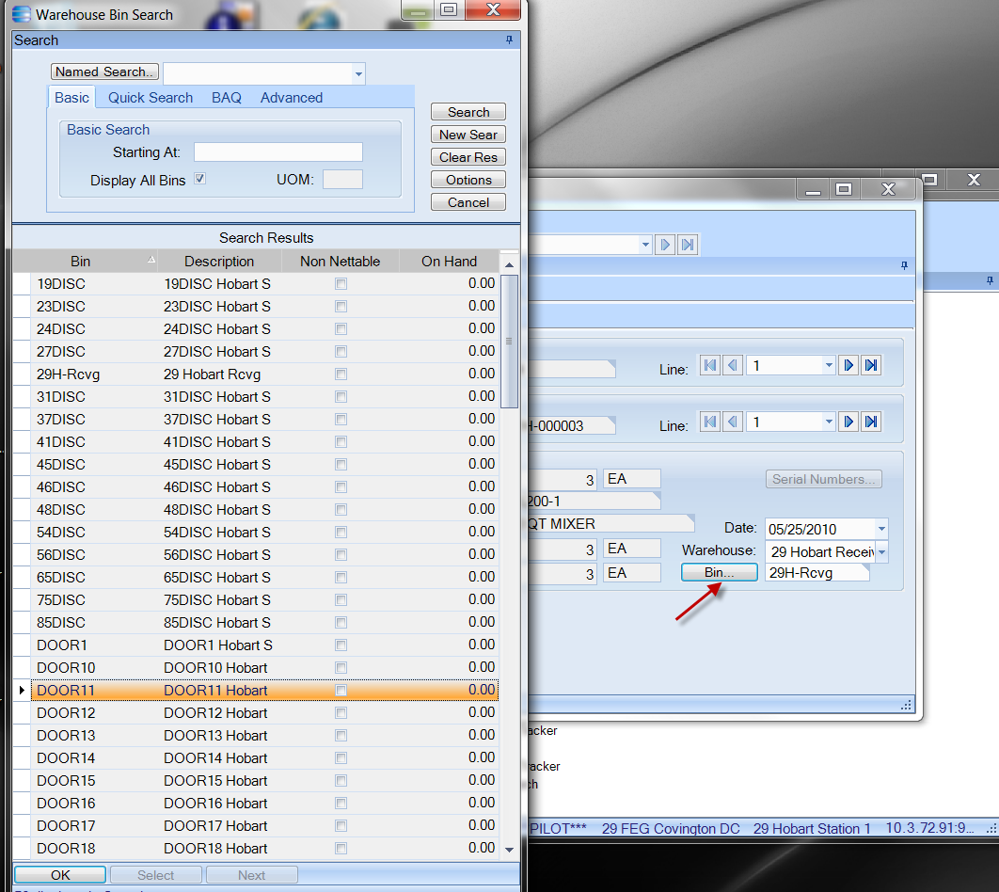 Warehouse Bin Search
Search
Named Search..
Basic Quick Search BAQ Advanced
Basic Search
Starting At:
Display All Bins UOM:
Search
New Sear
Clear Res
Options
Cancel
Search Results
Bin Description Non Nettable On Hand
19DISC 19DISC Hobart S 0.00
23DISC 23DISC Hobart S 0.00
24DISC 24DISC Hobart S 0.00
27DISC 27DISC Hobart S 0.00
29H-Rcvg 29 Hobart Rcvg 0.00
31DISC 31DISC Hobart S 0.00
37DISC 37DISC Hobart S 0.00
41DISC 41DISC Hobart S 0.00
45DISC 45DISC Hobart S 0.00
46DISC 46DISC Hobart S 0.00
48DISC 48DISC Hobart S 0.00
54DISC 54DISC Hobart S 0.00
56DISC 56DISC Hobart S 0.00
65DISC 65DISC Hobart S 0.00
75DISC 75DISC Hobart S 0.00
85DISC 85DISC Hobart S 0.00
DOOR1 DOOR1 Hobart S 0.00
DOOR10 DOOR10 Hobart 0.00
DOOR11 DOOR11 Hobart 0.00
DOOR12 DOOR12 Hobart 0.00
DOOR13 DOOR13 Hobart 0.00
DOOR14 DOOR14 Hobart 0.00
DOOR15 DOOR15 Hobart 0.00
DOOR16 DOOR16 Hobart 0.00
DOOR17 DOOR17 Hobart 0.00
DOOR18 DOOR18 Hobart 0.00
OK Select Next
Line: 1
H-000003 Line: 1
3 EA Serial Numbers...
200-1
QT MIXER Date: 05/25/2010
3 EA Warehouse: 29 Hobart Receiv
3 EA Bin... 29H-Rcvg
acker
racker
ch
PILOT*** 29 FEG Covington DC 29 Hobart Station 1 10.3.72.91:9...